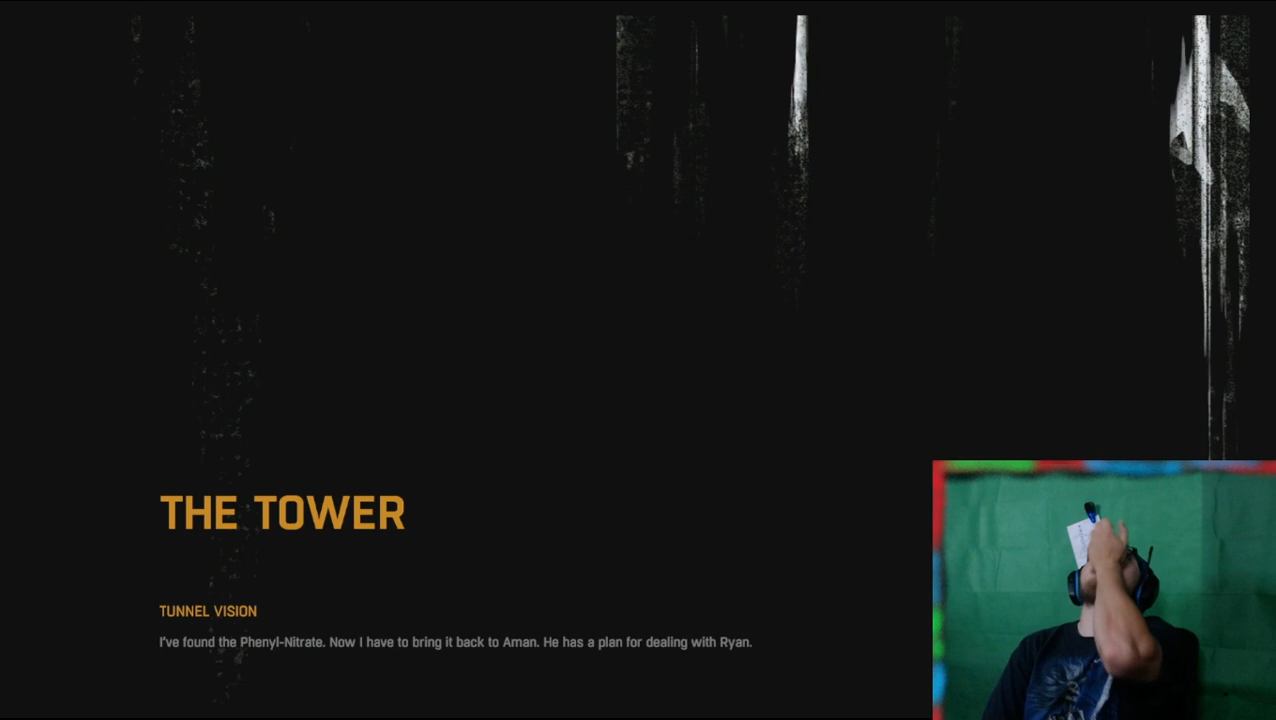 THE TOWER
TUNNEL VISION
I've found the Phenyl-Nitrate. Now I have to bring it back to Aman. He has a plan for dealing with Ryan.